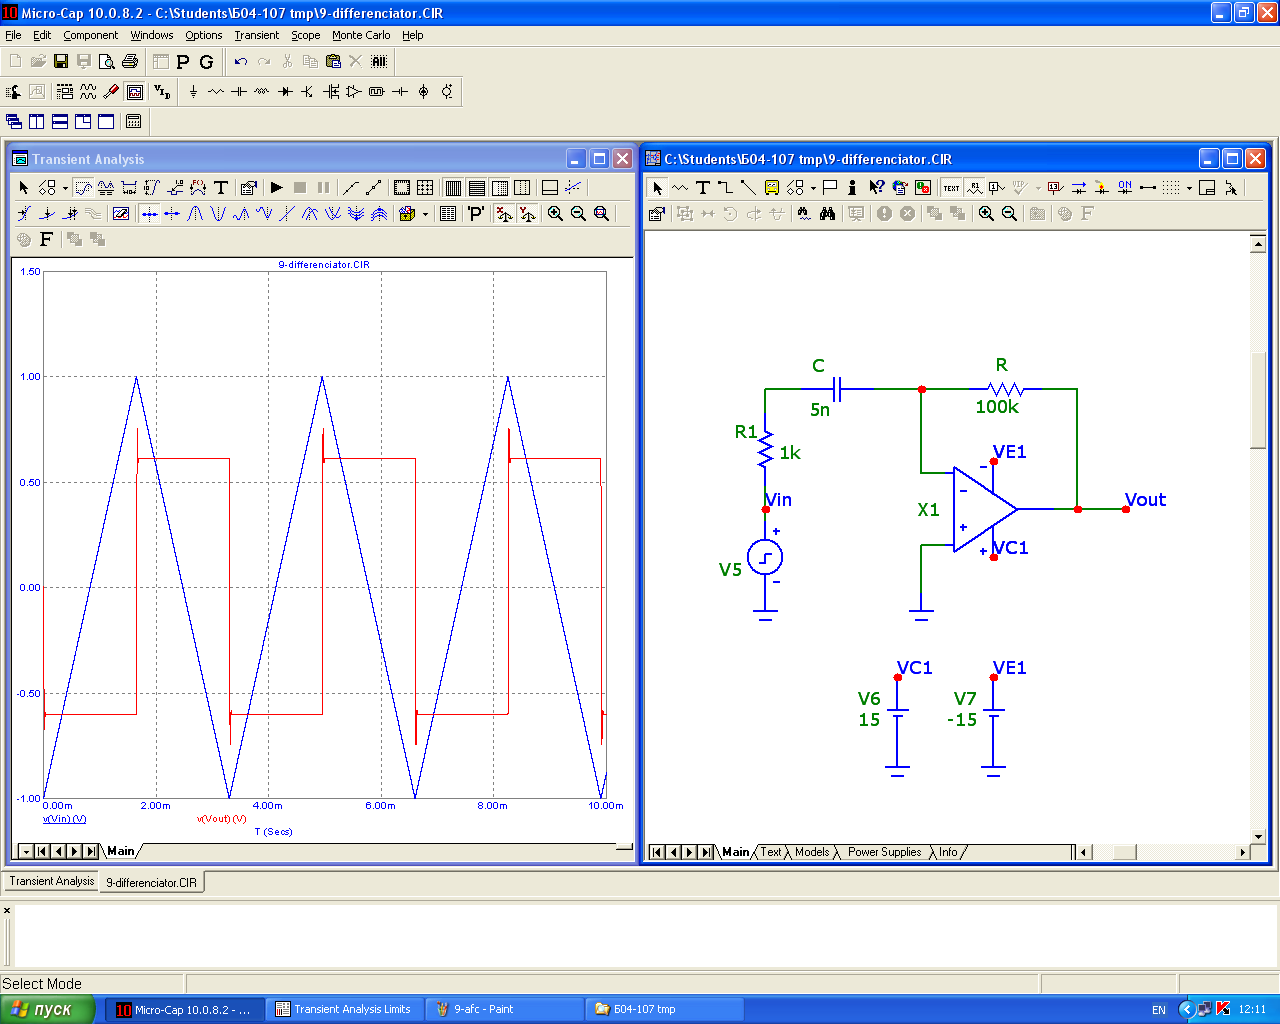 Micro-Cap 10.0.8.2 - C:\Students\Б04-107 tmp\9-differenciator.CIR
File Edit Component Windows Options Transient Scope Monte Carlo Help
Transient Analysis
C:\Students\Б04-107 tmp\9-differenciator.CIR
9-differenciator.CIR
1.50
1.00
0.50
0.00
-0.50
-1.00
0.00m 2.00m 4.00m 6.00m 8.00m 10.00m
v(Vin) (V) v(Vout) (V)
T (Secs)
Main
C
5n
R
100k
R1
1k
Vin
V5
+
-
X1
-
+
VE1
-
VC1
+
Vout
VC1
V6
15
VE1
V7
-15
Main Text Models Power Supplies Info
Transient Analysis 9-differenciator.CIR
Select Mode
пуск
Micro-Cap 10.0.8.2 - ...
Transient Analysis Limits
9-afc - Paint
Б04-107 tmp
EN
12:11